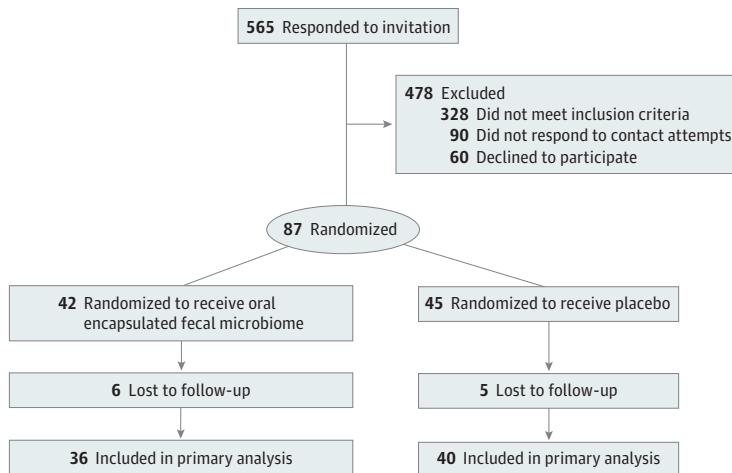 565 Responded to invitation
478 Excluded
328 Did not meet inclusion criteria
90 Did not respond to contact attempts
60 Declined to participate
87 Randomized
42 Randomized to receive oral
encapsulated fecal microbiome
45 Randomized to receive placebo
6 Lost to follow-up
5 Lost to follow-up
36 Included in primary analysis
40 Included in primary analysis